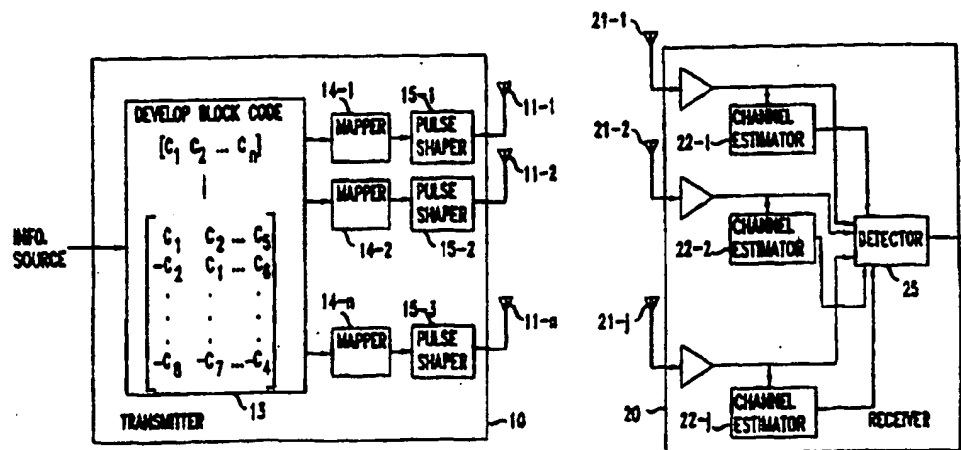 21-1
14-1
15-1
11-1
DEVELOP BLOCK CODE
[C1 C2 ... Cn]
MAPPER
PULSE
SHAPER
CHANNEL
ESTIMATOR
22-1
21-2
11-2
MAPPER
PULSE
SHAPER
14-2
15-2
INFO.
SOURCE
C1 C2 ... C5
-C2 C1 ... C6
. . .
. . .
. . .
-C8 -C7 ... -C4
CHANNEL
ESTIMATOR
22-2
DETECTOR
25
14-n
15-3
11-n
21-j
MAPPER
PULSE
SHAPER
13
TRANSMITTER
10
20
CHANNEL
ESTIMATOR
22-j
RECEIVER